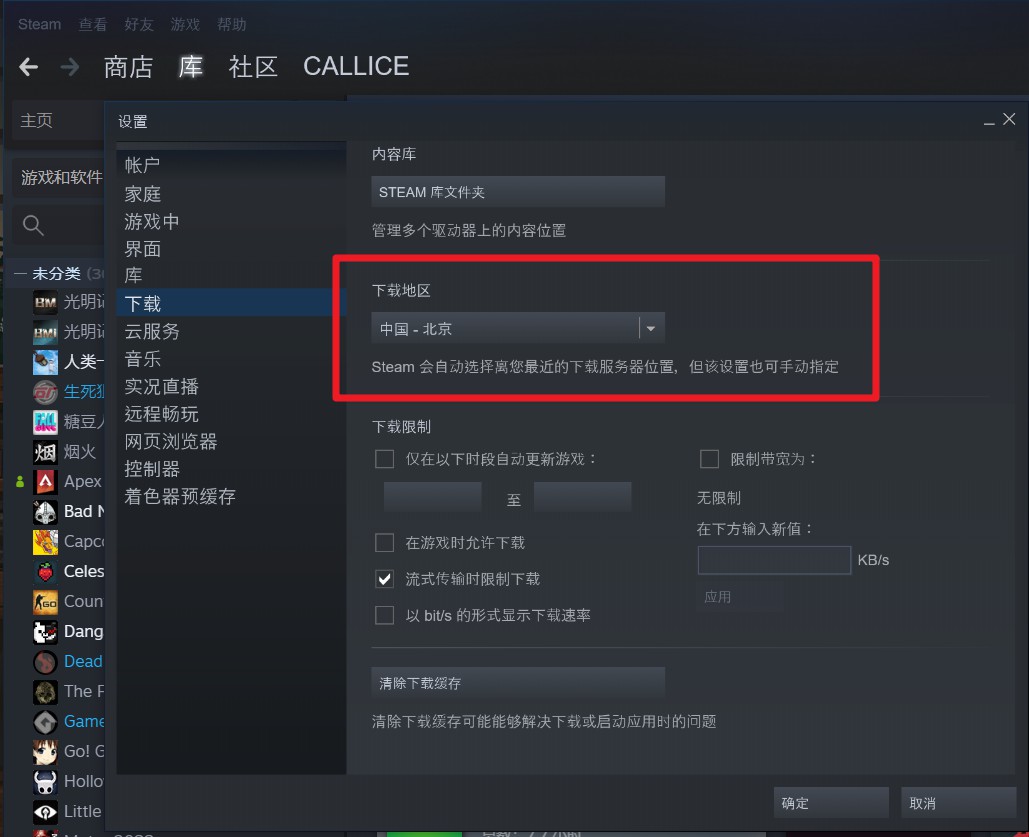 Steam 查看 好友 游戏 帮助
商店 库 社区 CALLICE
主页
游戏和软件
未分类
光明记
光明记
人类一
生死狙
糖豆人
烟火
Apex
Bad
Capco
Celes
Coun
Dang
Dead
The F
Game
Go! G
Hollo
Little
设置
帐户
家庭
游戏中
界面
库
下载
云服务
音乐
实况直播
远程畅玩
网页浏览器
控制器
着色器预缓存
内容库
STEAM 库文件夹
管理多个驱动器上的内容位置
下载地区
中国 - 北京
Steam 会自动选择离您最近的下载服务器位置，但该设置也可手动指定
下载限制
仅在以下时段自动更新游戏：
至
在游戏时允许下载
流式传输时限制下载
以 bit/s 的形式显示下载速率
限制带宽为：
无限制
在下方输入新值：
KB/s
应用
清除下载缓存
清除下载缓存可能能够解决下载或启动应用时的问题
确定
取消